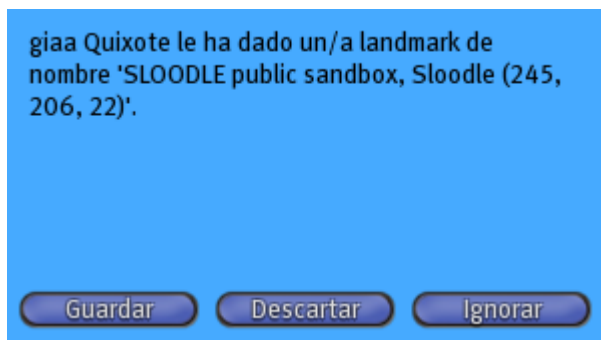 giaa Quixote le ha dado un/a landmark de
nombre 'SLOODLE public sandbox, Sloodle (245,
206, 22)'.
Guardar Descartar Ignorar